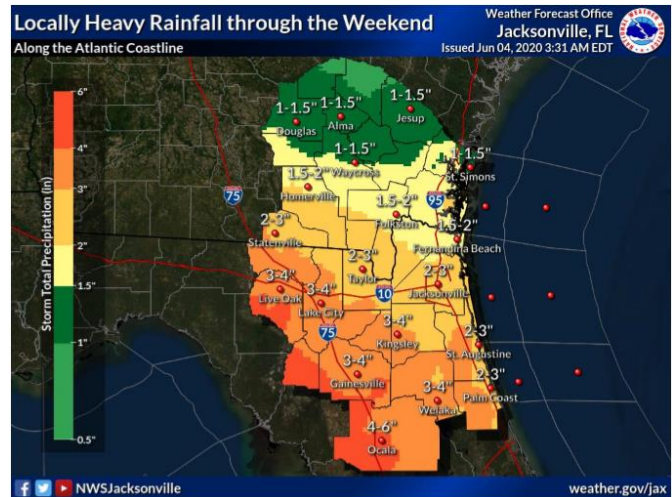 Locally Heavy Rainfall through the Weekend
Along the Atlantic Coastline
Weather Forecast Office
Jacksonville, FL
Issued Jun 04, 2020 3:31 AM EDT
NATIONAL WEATHER SERVICE
Storm Total Precipitation (in)
6"
4"
3"
2"
1.5"
1"
0.5"
1-1.5"
Douglas
1-1.5"
Alma
1-1.5"
Jesup
1-1.5"
Waycross
1-1.5"
St. Simons
1.5-2"
Homerville
1.5-2"
Folkston
1.5-2"
Fernandina Beach
75
95
2-3"
Statenville
2-3"
Taylor
2-3"
Jacksonville
10
3-4"
Live Oak
3-4"
Lake City
75
3-4"
Kingsley
2-3"
St. Augustine
3-4"
Gainesville
3-4"
Welaka
2-3"
Palm Coast
4-6"
Ocala
NWSJacksonville
weather.gov/jax